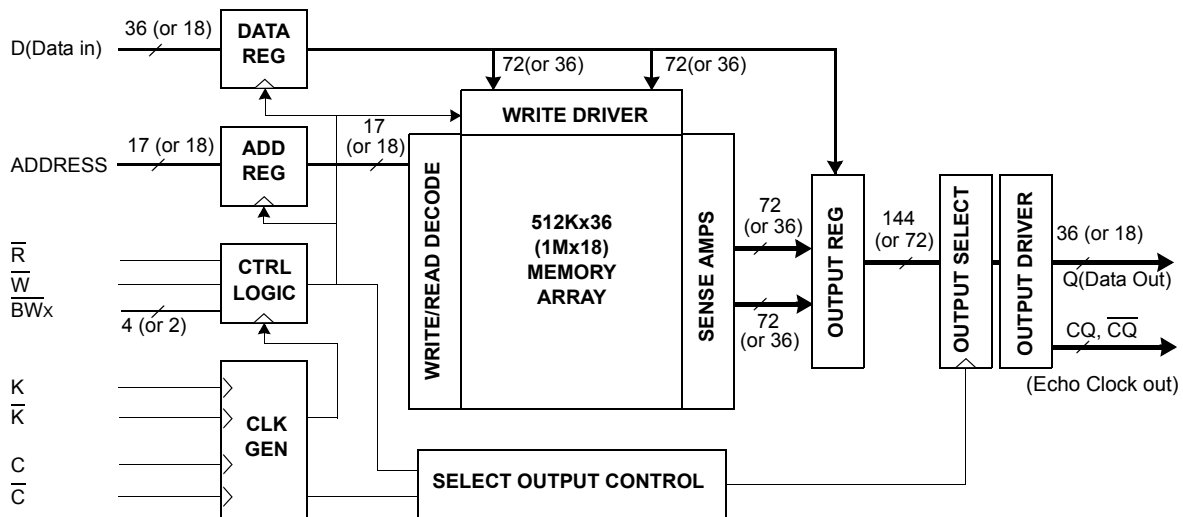 36 (or 18)
D(Data in)
DATA
REG
72(or 36)
72(or 36)
WRITE DRIVER
17 (or 18)
ADDRESS
ADD
REG
17
(or 18)
WRITE/READ DECODE
512Kx36
(1Mx18)
MEMORY
ARRAY
SENSE AMPS
72
(or 36)
72
(or 36)
OUTPUT REG
144
(or 72)
OUTPUT SELECT
OUTPUT DRIVER
36 (or 18)
Q(Data Out)
CQ, C̅Q̅
(Echo Clock out)
R̅
W̅
B̅W̅x
4 (or 2)
CTRL
LOGIC
K
K̅
C
C̅
CLK
GEN
SELECT OUTPUT CONTROL